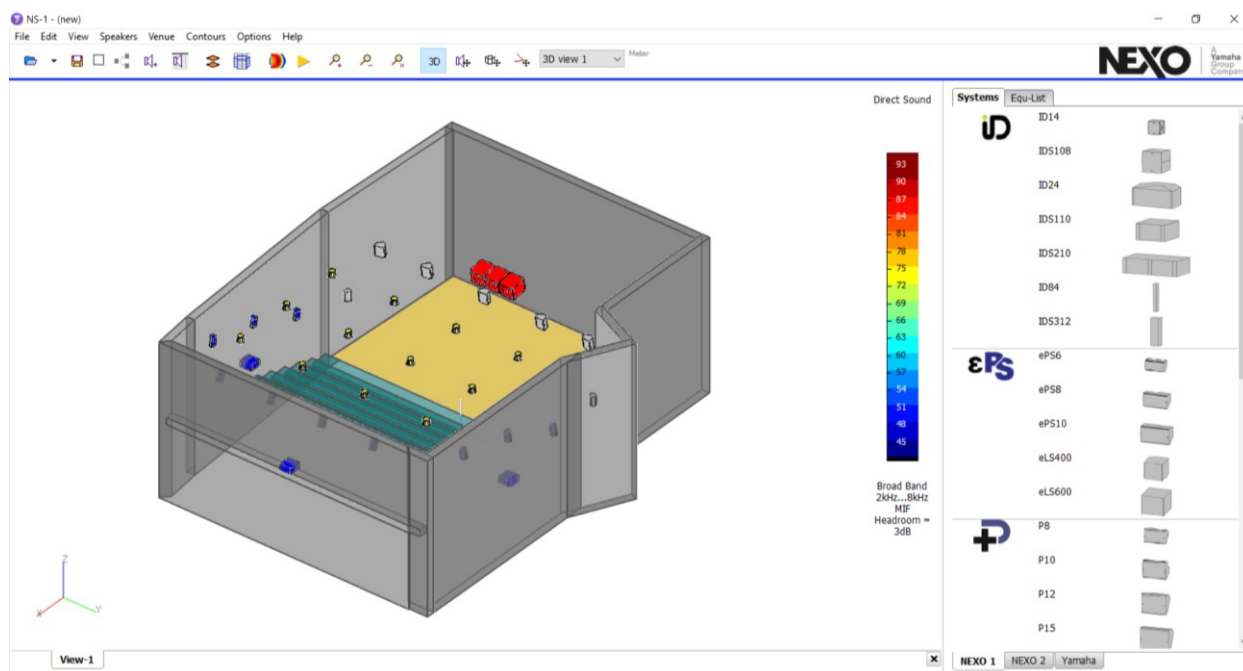 NS-1 - (new)
File Edit View Speakers Venue Contours Options Help
3D
3D view 1
Meter
NEXO
A
Yamaha
Group
Company
Direct Sound
93
90
87
84
81
78
75
72
69
66
63
60
57
54
51
48
45
Broad Band
2kHz...8kHz
MIF
Headroom =
3dB
Z
X
Y
View-1
Systems Equ-List
iD
ID14
IDS108
ID24
IDS110
IDS210
ID84
IDS312
εPS
ePS6
ePS8
ePS10
eLS400
eLS600
P+
P8
P10
P12
P15
NEXO 1 NEXO 2 Yamaha